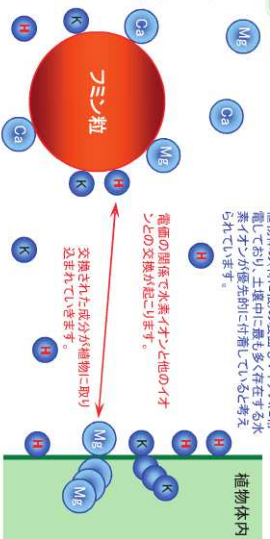 電しており、土壌中に最も多く存在する水
素イオンが優先的に付着していると考え
られています。
植物体内
電価の関係で水素イオンと他のイオ
ンとの交換が起こります。
交換された成分が植物に取り
込まれていきます。
フミン粒
Mg
Ca
Ca
H
K
Mg
H
K
Ca
H
K
H
H
H
H
K
K
Mg
Mg
H